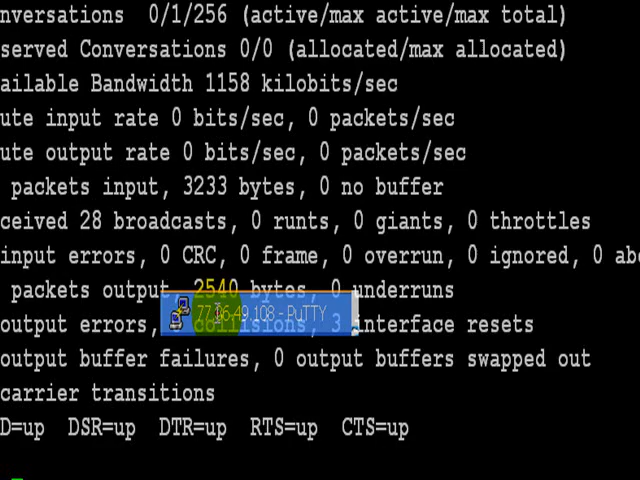 nversations 0/1/256 (active/max active/max total)
served Conversations 0/0 (allocated/max allocated)
ailable Bandwidth 1158 kilobits/sec
ute input rate 0 bits/sec, 0 packets/sec
ute output rate 0 bits/sec, 0 packets/sec
packets input, 3233 bytes, 0 no buffer
ceived 28 broadcasts, 0 runts, 0 giants, 0 throttles
input errors, 0 CRC, 0 frame, 0 overrun, 0 ignored, 0 abo
packets output, 2540 bytes, 0 underruns
- PuTTY
output errors, collisions, 3 interface resets
output buffer failures, 0 output buffers swapped out
carrier transitions
D=up DSR=up DTR=up RTS=up CTS=up